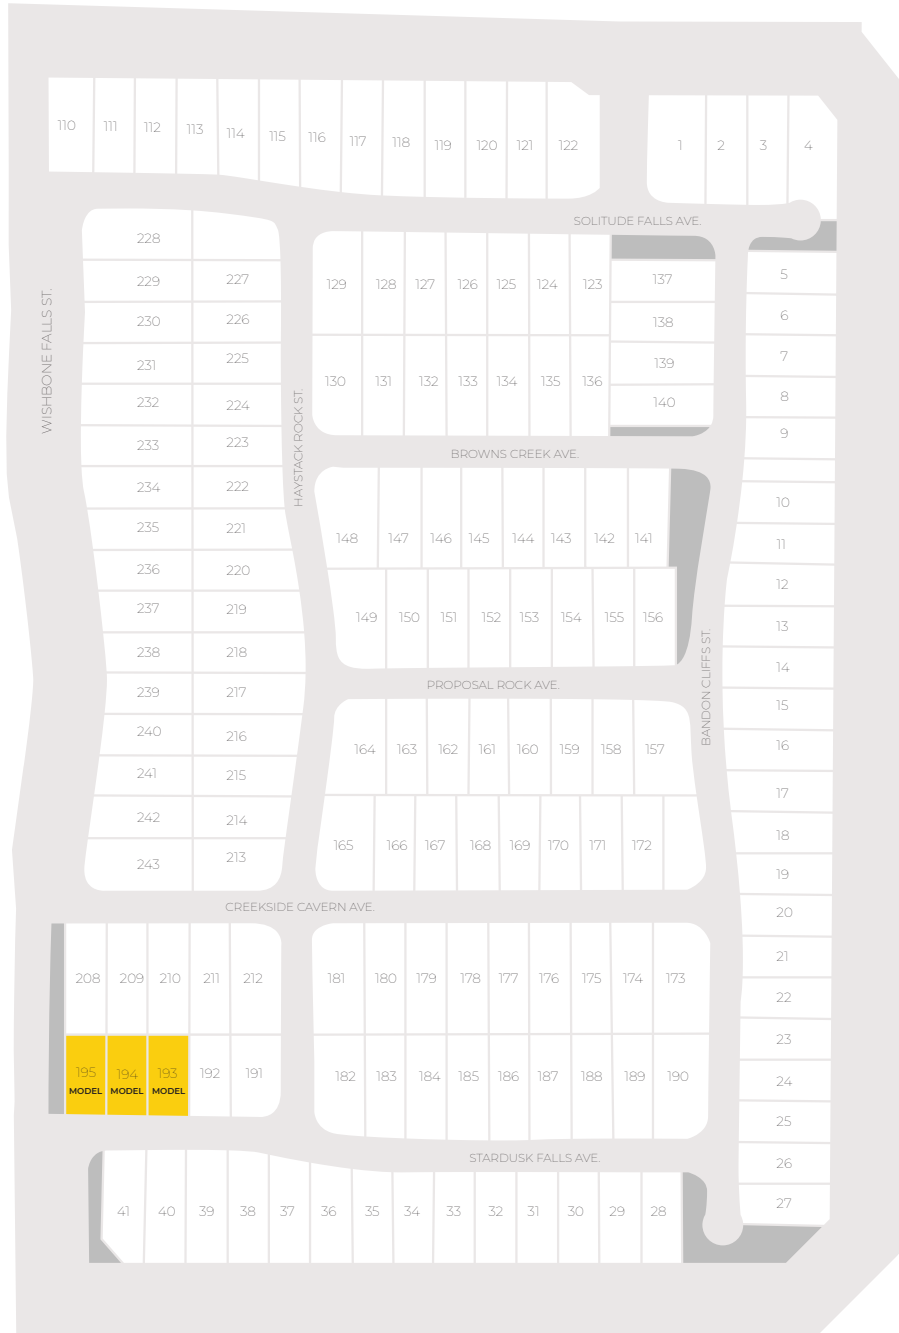 110 111 112 113 114 115 116 117 118 119 120 121 122 1 2 3 4
SOLITUDE FALLS AVE.
228
229 227
230 226
231 225
232 224
233 223
234 222
235 221
236 220
237 219
238 218
239 217
240 216
241 215
242 214
243 213
WISHBONE FALLS ST.
HAYSTACK ROCK ST.
129 128 127 126 125 124 123
130 131 132 133 134 135 136
137
138
139
140
BROWNS CREEK AVE.
148 147 146 145 144 143 142 141
149 150 151 152 153 154 155 156
PROPOSAL ROCK AVE.
BANDON CLIFFS ST.
164 163 162 161 160 159 158 157
165 166 167 168 169 170 171 172
5
6
7
8
9
10
11
12
13
14
15
16
17
18
19
20
21
22
23
24
25
26
27
CREEKSIDE CAVERN AVE.
208 209 210 211 212
195 194 193 192 191
MODEL MODEL MODEL
181 180 179 178 177 176 175 174 173
182 183 184 185 186 187 188 189 190
STARDUSK FALLS AVE.
41 40 39 38 37 36 35 34 33 32 31 30 29 28